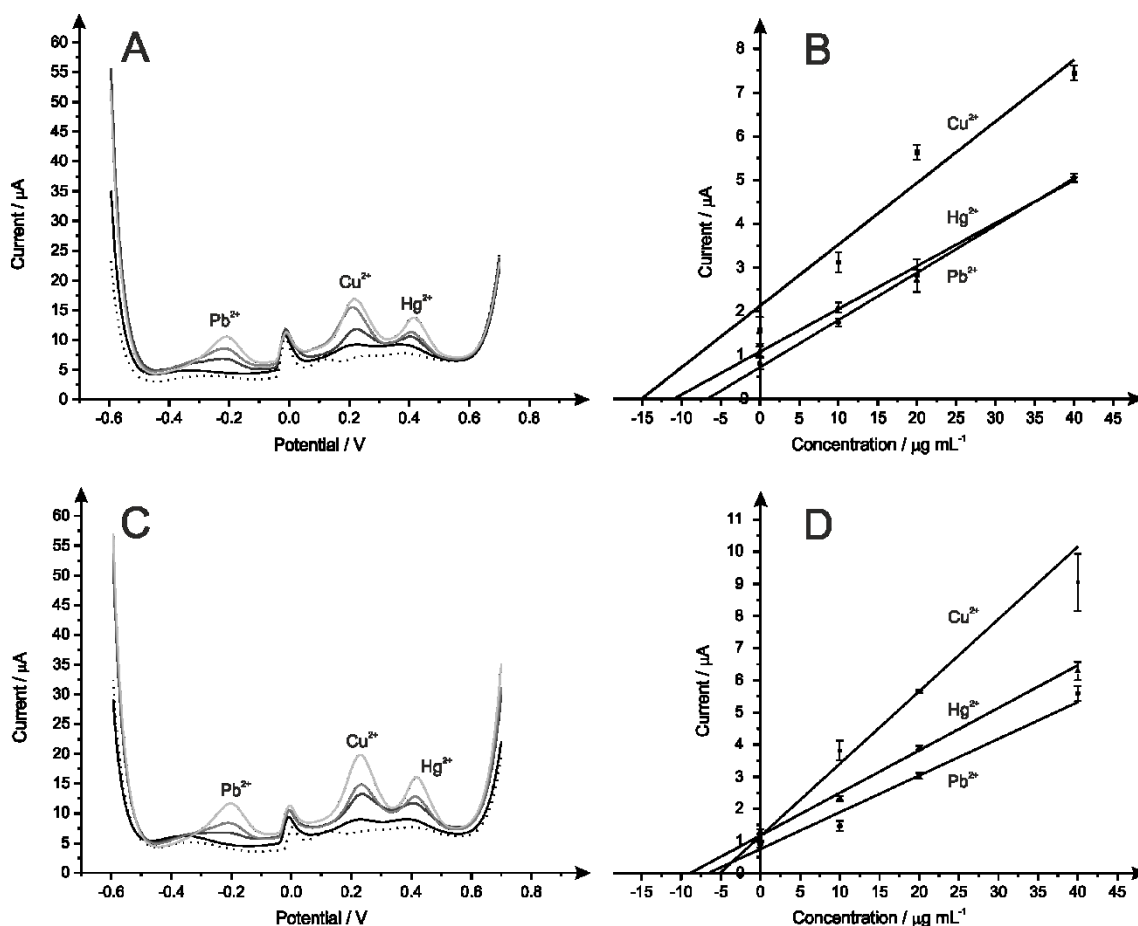 A
60
55
50
45
40
35
30
25
20
15
10
5
0
Current / µA
Pb²⁺
Cu²⁺
Hg²⁺
-0.6 -0.4 -0.2 0.0 0.2 0.4 0.6 0.8
Potential / V
B
8
7
6
5
4
3
2
1
0
Current / µA
Cu²⁺
Hg²⁺
Pb²⁺
-15 -10 -5 0 5 10 15 20 25 30 35 40 45
Concentration / µg mL⁻¹
C
60
55
50
45
40
35
30
25
20
15
10
5
0
Current / µA
Pb²⁺
Cu²⁺
Hg²⁺
-0.6 -0.4 -0.2 0.0 0.2 0.4 0.6 0.8
Potential / V
D
11
10
9
8
7
6
5
4
3
2
1
0
Current / µA
Cu²⁺
Hg²⁺
Pb²⁺
-15 -10 -5 0 5 10 15 20 25 30 35 40 45
Concentration / µg mL⁻¹